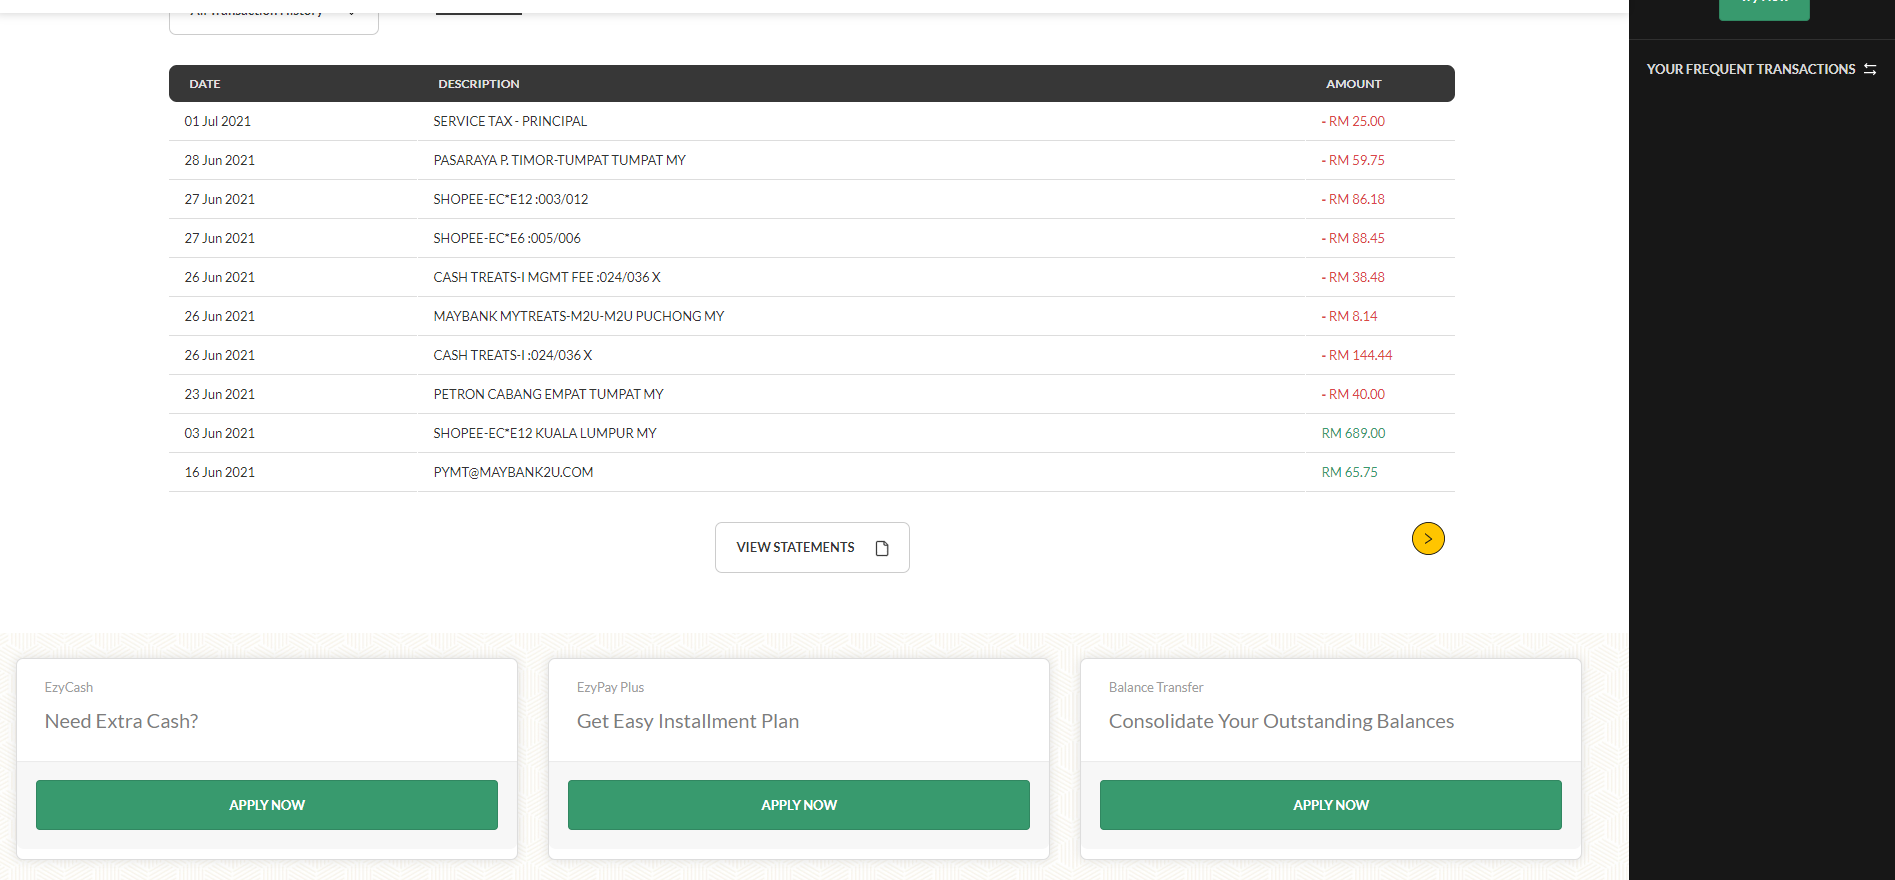 All Transaction History
Try Now
YOUR FREQUENT TRANSACTIONS
DATE DESCRIPTION AMOUNT
01 Jul 2021 SERVICE TAX - PRINCIPAL - RM 25.00
28 Jun 2021 PASARAYA P. TIMOR-TUMPAT TUMPAT MY - RM 59.75
27 Jun 2021 SHOPEE-EC*E12 :003/012 - RM 86.18
27 Jun 2021 SHOPEE-EC*E6 :005/006 - RM 88.45
26 Jun 2021 CASH TREATS-I MGMT FEE :024/036 X - RM 38.48
26 Jun 2021 MAYBANK MYTREATS-M2U-M2U PUCHONG MY - RM 8.14
26 Jun 2021 CASH TREATS-I :024/036 X - RM 144.44
23 Jun 2021 PETRON CABANG EMPAT TUMPAT MY - RM 40.00
03 Jun 2021 SHOPEE-EC*E12 KUALA LUMPUR MY RM 689.00
16 Jun 2021 PYMT@MAYBANK2U.COM RM 65.75
VIEW STATEMENTS
EzyCash
Need Extra Cash?
APPLY NOW
EzyPay Plus
Get Easy Installment Plan
APPLY NOW
Balance Transfer
Consolidate Your Outstanding Balances
APPLY NOW